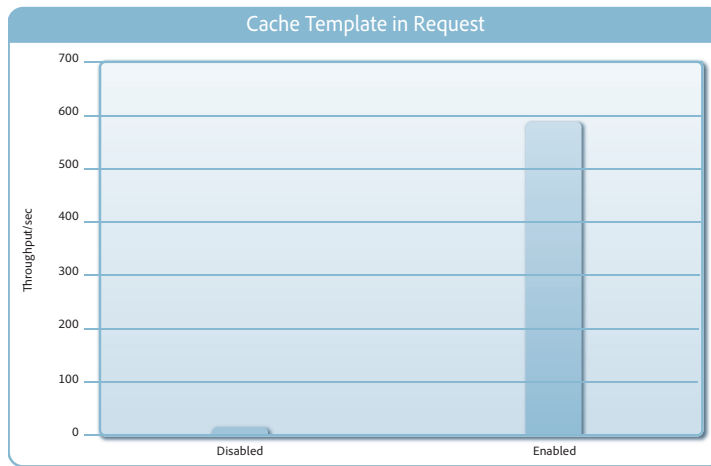 Cache Template in Request
700
600
500
400
300
200
100
0
Throughput/sec
Disabled
Enabled